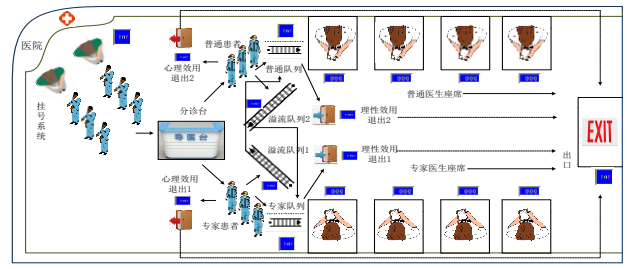 医院
挂号系统
分诊台
导医台
心理效用
退出2
普通患者
普通队列
溢流队列2
溢流队列1
专家队列
专家患者
心理效用
退出1
理性效用
退出2
理性效用
退出1
普通医生座席
专家医生座席
出口
EXIT